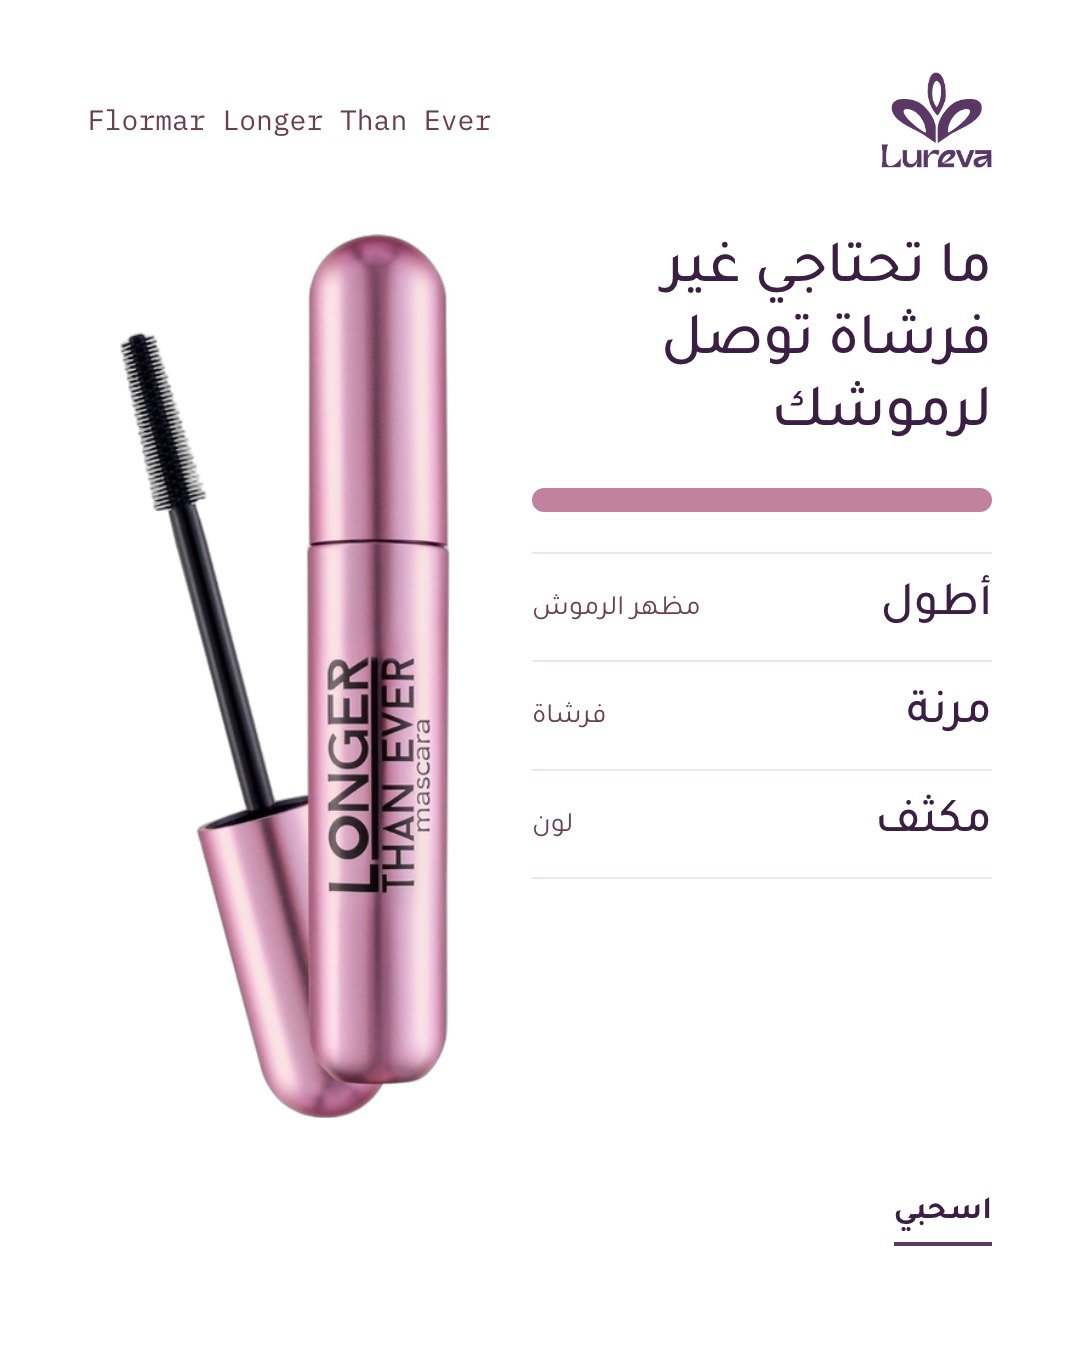 Flormar Longer Than Ever
Lureva
ما تحتاجي غير
فرشاة توصل
لرموشك
أطول
مظهر الرموش
مرنة
فرشاة
مكثف
لون
LONGER
THAN EVER
mascara
اسحبي